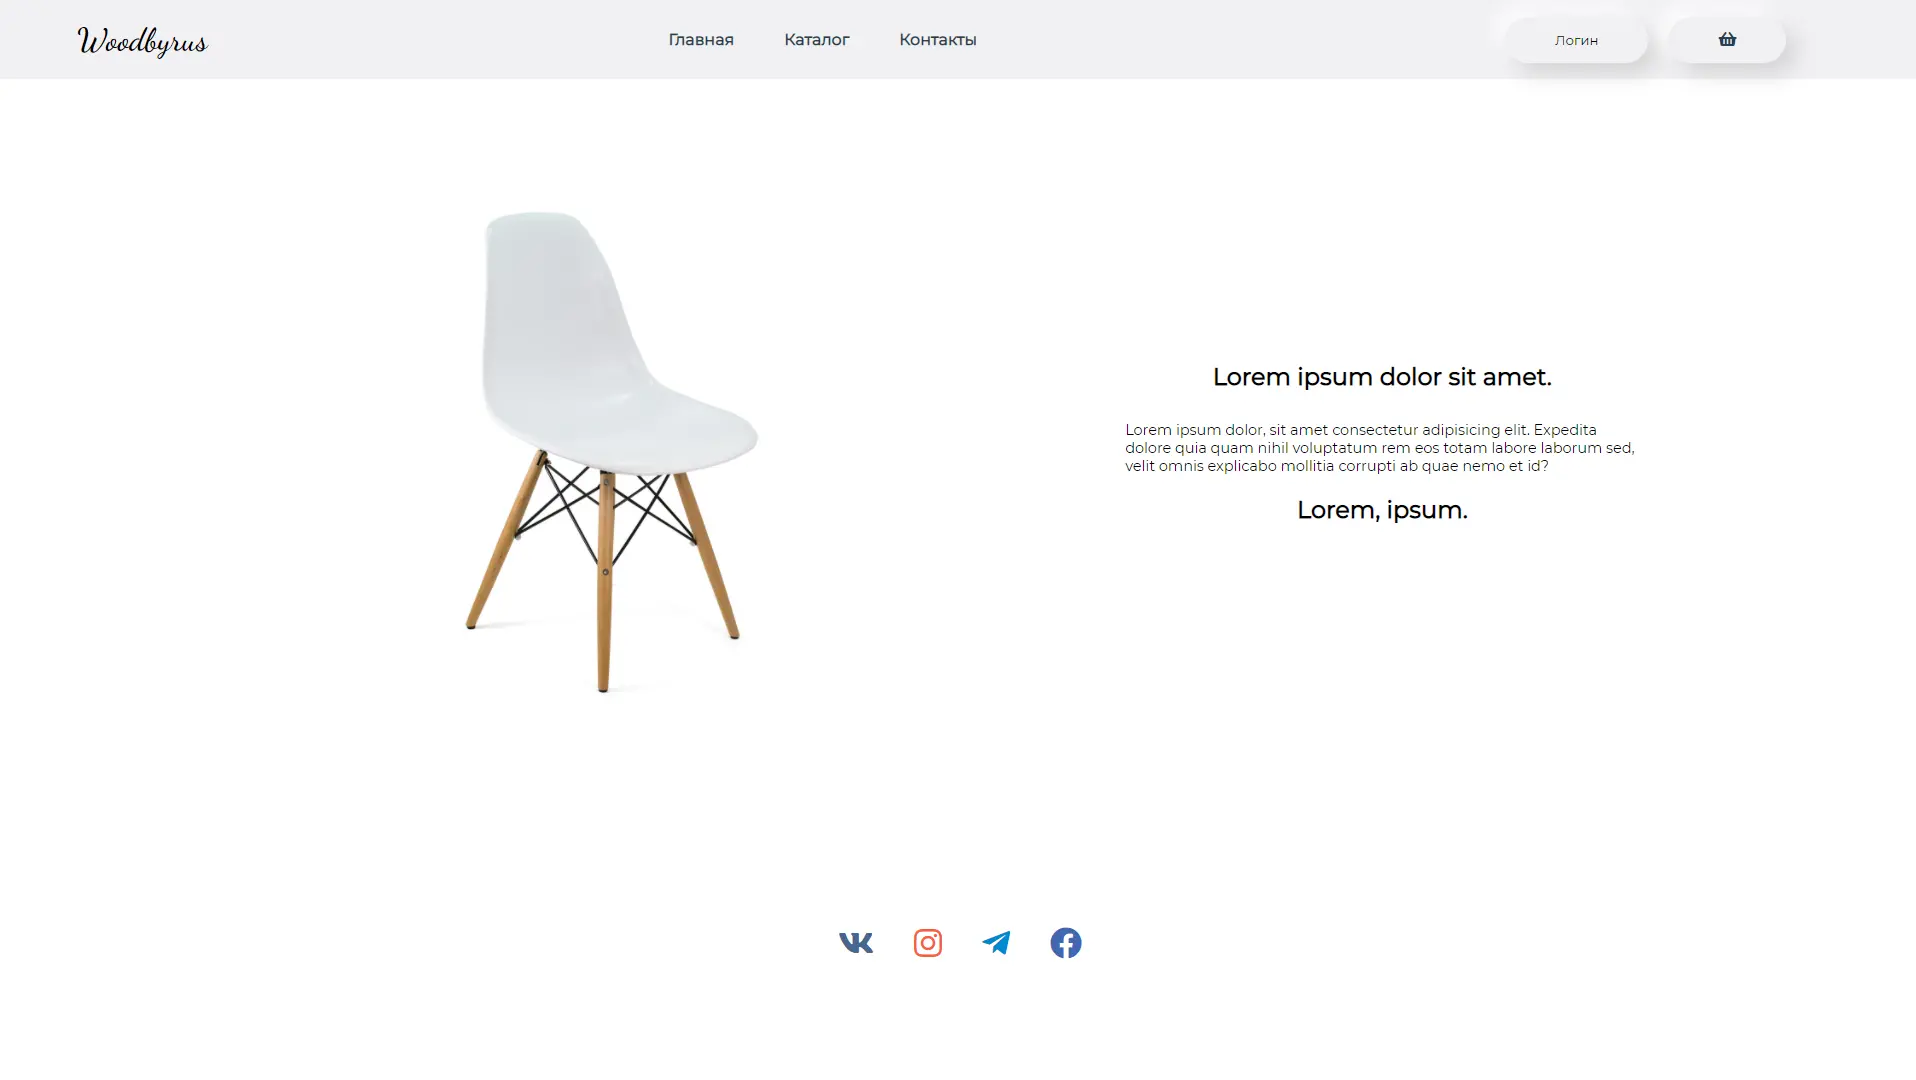 Woodbyrus
Главная Каталог Контакты
Логин
Lorem ipsum dolor sit amet.
Lorem ipsum dolor, sit amet consectetur adipisicing elit. Expedita
dolore quia quam nihil voluptatum rem eos totam labore laborum sed,
velit omnis explicabo mollitia corrupti ab quae nemo et id?
Lorem, ipsum.